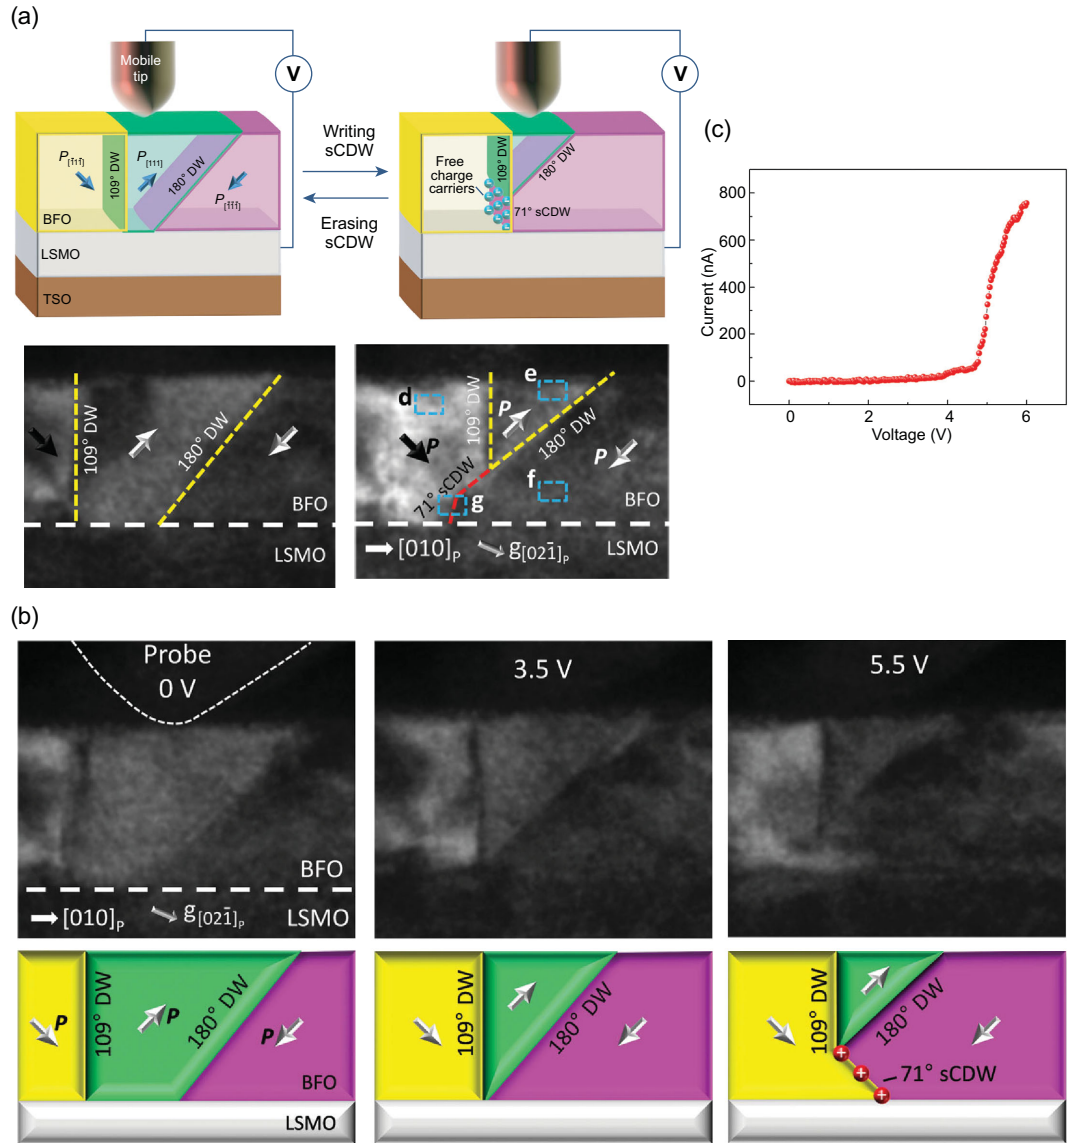 (a)
Mobile
tip
V
P[1̄11̄]
109° DW
P[111]
180° DW
P[1̄1̄1̄]
BFO
LSMO
TSO
Writing
sCDW
Erasing
sCDW
V
Free
charge
carriers
109° DW
180° DW
71° sCDW
(c)
800
600
400
200
0
Current (nA)
0
2
4
6
Voltage (V)
109° DW
180° DW
BFO
LSMO
d
e
P
109° DW
P
180° DW
P
71° sCDW
g
f
BFO
[010]P
g[021̄]P
LSMO
(b)
Probe
0 V
BFO
[010]P
g[021̄]P
LSMO
3.5 V
5.5 V
P
109° DW
P
180° DW
P
BFO
LSMO
109° DW
180° DW
109° DW
180° DW
+
+
+
71° sCDW